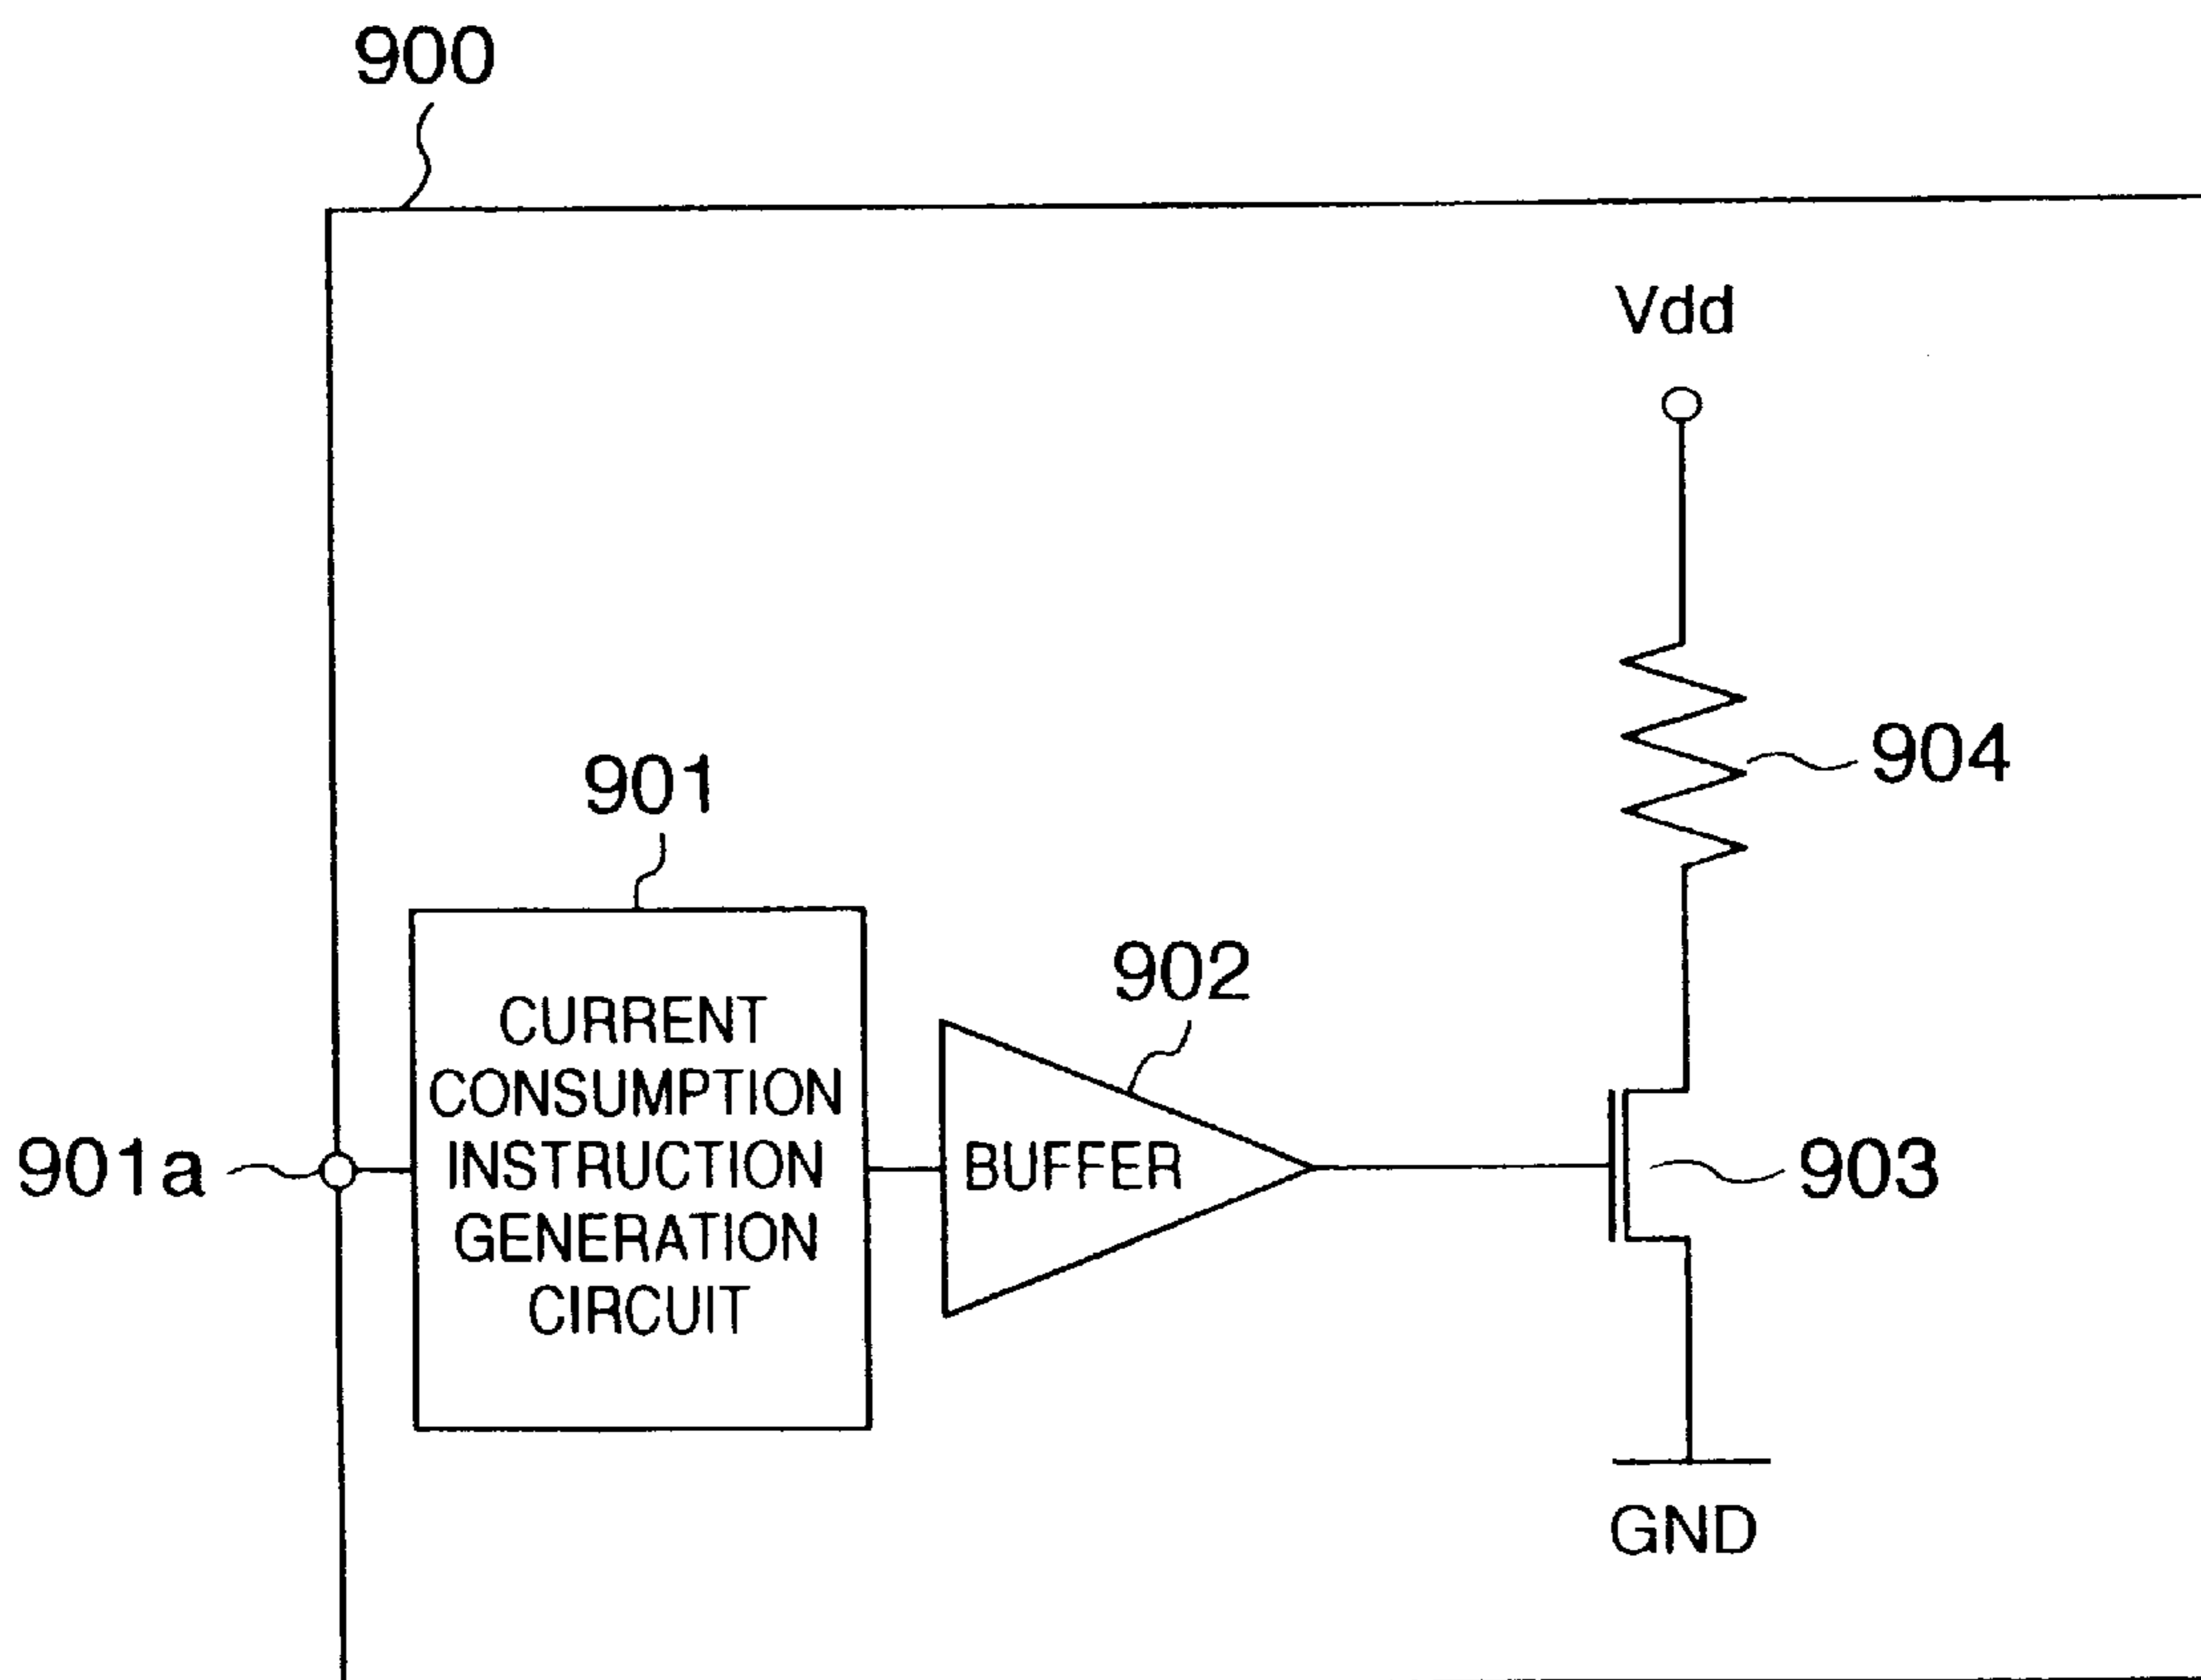 900
Vdd
904
901
902
CURRENT
CONSUMPTION
INSTRUCTION
GENERATION
CIRCUIT
BUFFER
901a
903
GND